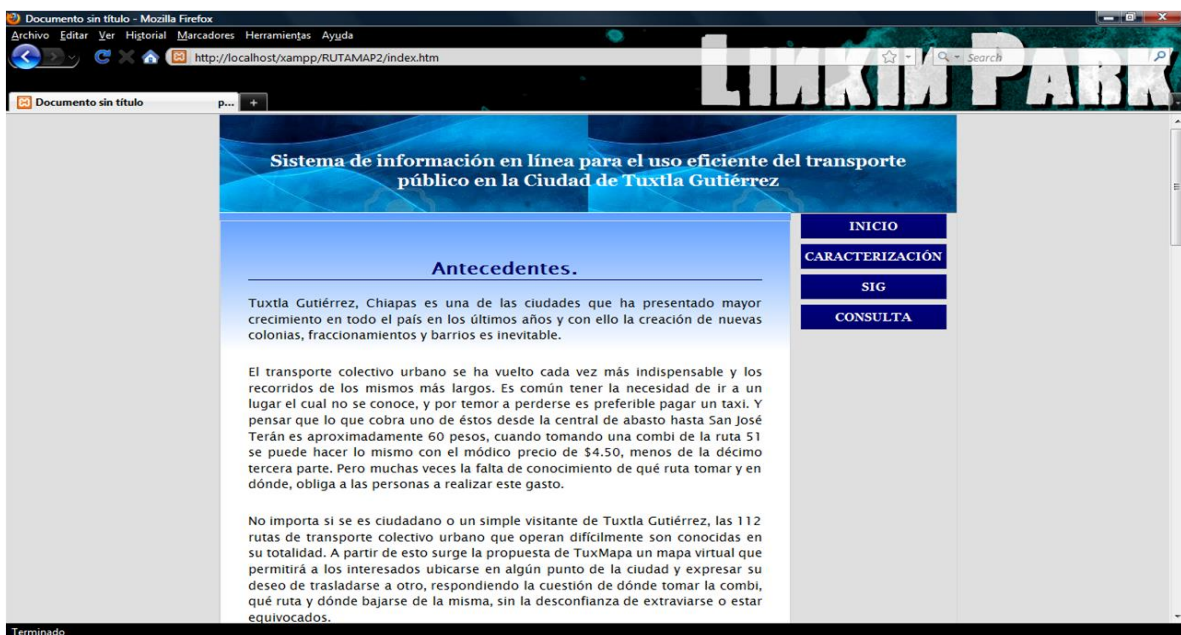 Documento sin título - Mozilla Firefox
Archivo Editar Ver Historial Marcadores Herramientas Ayuda
LINKIN PARK
http://localhost/xampp/RUTAMAP2/index.htm
Search
Documento sin título p... +
Sistema de información en línea para el uso eficiente del transporte
público en la Ciudad de Tuxtla Gutiérrez
INICIO
CARACTERIZACIÓN
SIG
CONSULTA
Antecedentes.
Tuxtla Gutiérrez, Chiapas es una de las ciudades que ha presentado mayor
crecimiento en todo el país en los últimos años y con ello la creación de nuevas
colonias, fraccionamientos y barrios es inevitable.
El transporte colectivo urbano se ha vuelto cada vez más indispensable y los
recorridos de los mismos más largos. Es común tener la necesidad de ir a un
lugar el cual no se conoce, y por temor a perderse es preferible pagar un taxi. Y
pensar que lo que cobra uno de éstos desde la central de abasto hasta San José
Terán es aproximadamente 60 pesos, cuando tomando una combi de la ruta 51
se puede hacer lo mismo con el módico precio de $4.50, menos de la décimo
tercera parte. Pero muchas veces la falta de conocimiento de qué ruta tomar y en
dónde, obliga a las personas a realizar este gasto.
No importa si se es ciudadano o un simple visitante de Tuxtla Gutiérrez, las 112
rutas de transporte colectivo urbano que operan difícilmente son conocidas en
su totalidad. A partir de esto surge la propuesta de TuxMapa un mapa virtual que
permitirá a los interesados ubicarse en algún punto de la ciudad y expresar su
deseo de trasladarse a otro, respondiendo la cuestión de dónde tomar la combi,
qué ruta y dónde bajarse de la misma, sin la desconfianza de extraviarse o estar
equivocados.
Terminado